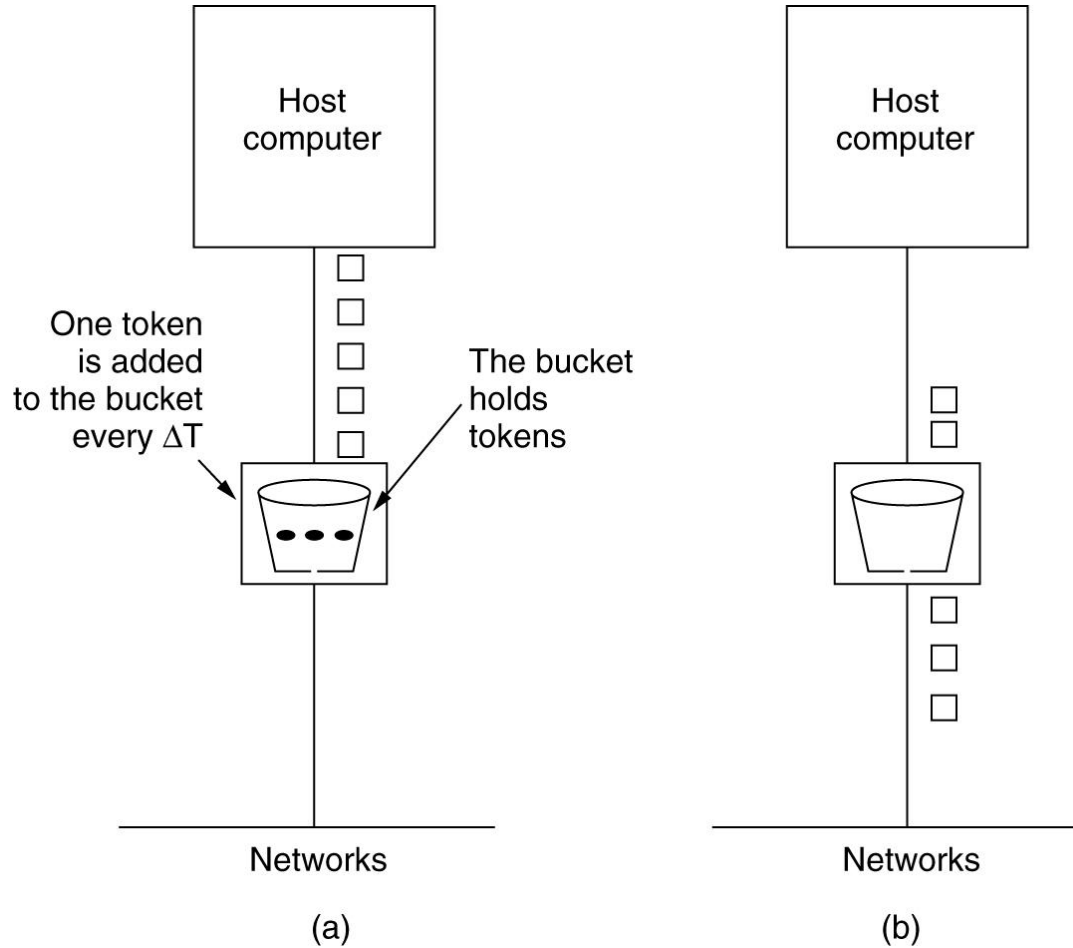 Host
computer
Host
computer
One token
is added
to the bucket
every ΔT
The bucket
holds
tokens
Networks
Networks
(a)
(b)